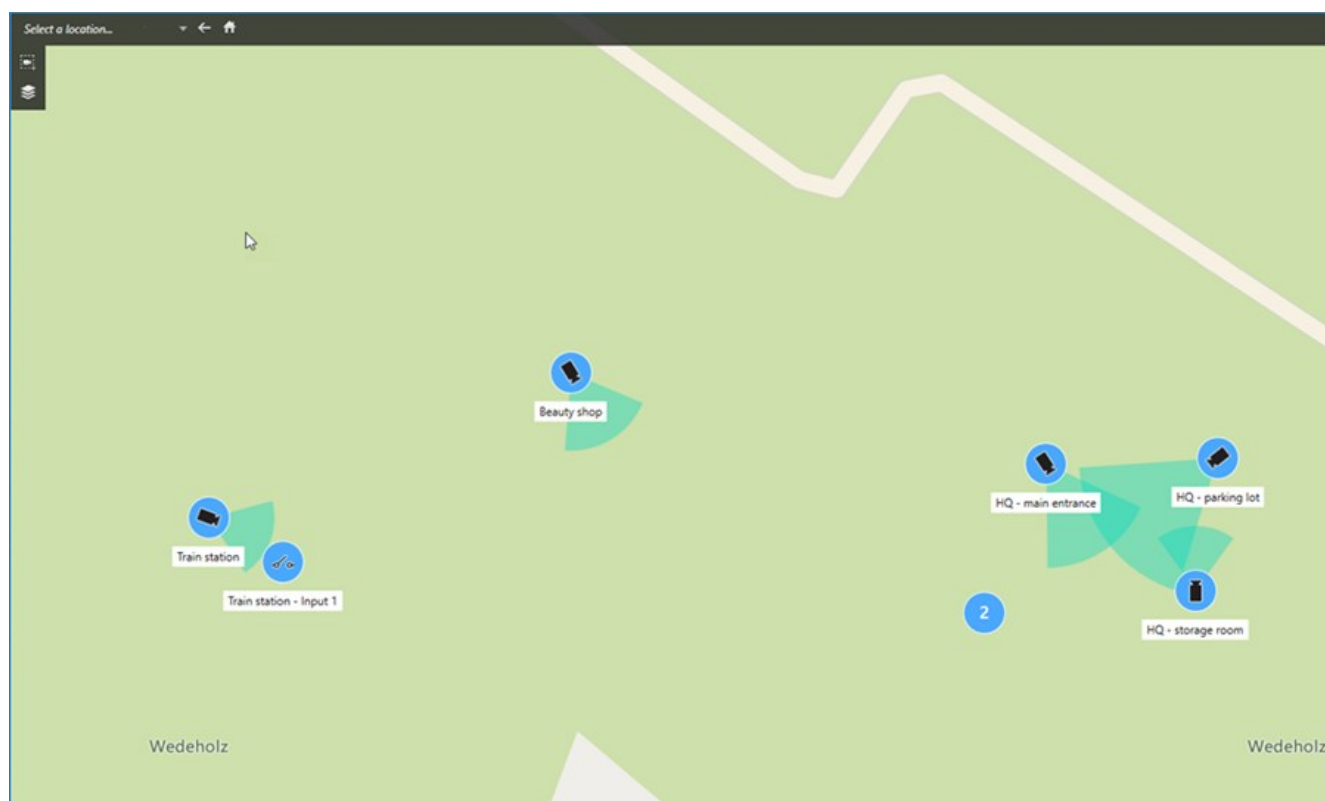 Select a location...
Beauty shop
HQ - main entrance
HQ - parking lot
Train station
Train station - Input 1
2
HQ - storage room
Wedeholz
Wedeholz